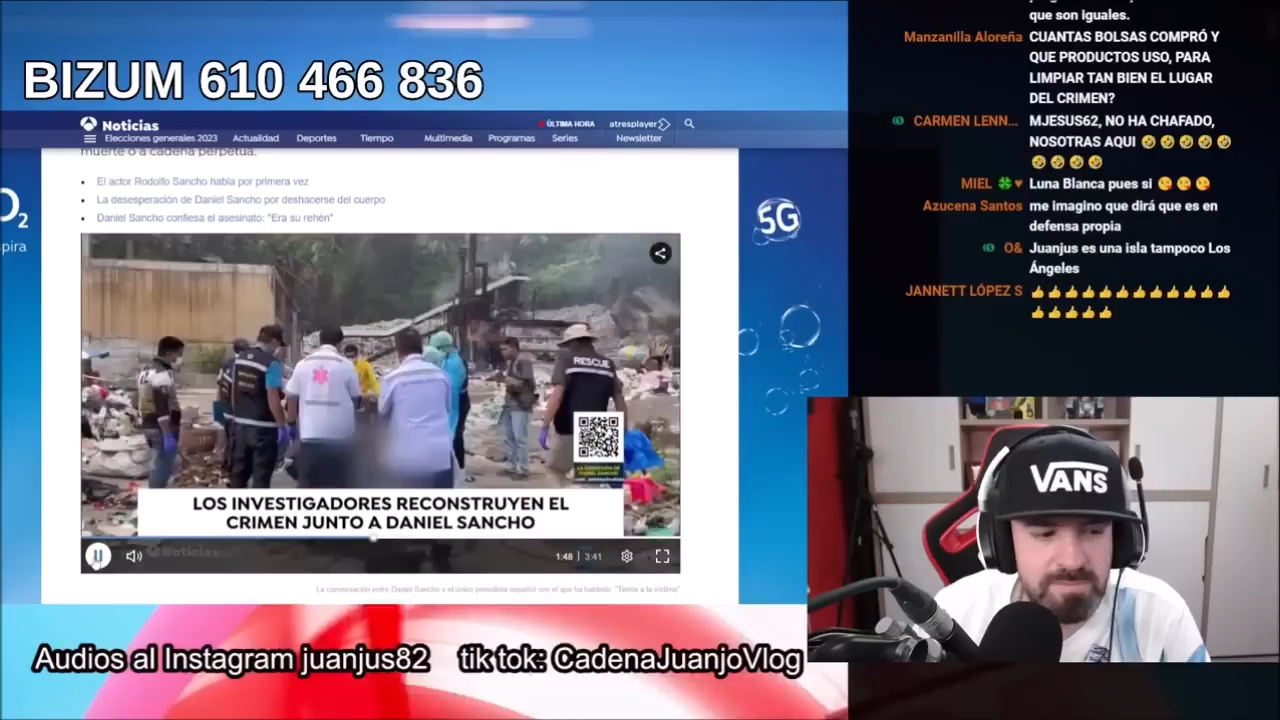 BIZUM 610 466 836
Noticias
ÚLTIMA HORA
atresplayer
Elecciones generales 2023 Actualidad Deportes Tiempo Multimedia Programas Series Newsletter
muerte o a cadena perpetua.
El actor Rodolfo Sancho habla por primera vez
La desesperación de Daniel Sancho por deshacerse del cuerpo
Daniel Sancho confiesa el asesinato: "Era su rehén"
O2
pira
5G
RESCUE
LOS INVESTIGADORES RECONSTRUYEN EL
CRIMEN JUNTO A DANIEL SANCHO
Noticias
1:48 | 3:41
La conversación entre Daniel Sancho y el único periodista español con el que ha hablado: "Temía a la víctima"
Audios al Instagram juanjus82 tik tok: CadenaJuanjoVlog
que son iguales.
Manzanilla Aloreña CUANTAS BOLSAS COMPRÓ Y
QUE PRODUCTOS USO, PARA
LIMPIAR TAN BIEN EL LUGAR
DEL CRIMEN?
CARMEN LENN... MJESUS62, NO HA CHAFADO,
NOSOTRAS AQUI 🤣🤣🤣🤣🤣
🤣🤣🤣🤣
MIEL 🍀♥ Luna Blanca pues si 😘😘😘
Azucena Santos me imagino que dirá que es en
defensa propia
O& Juanjus es una isla tampoco Los
Ángeles
JANNETT LÓPEZ S 👍👍👍👍👍👍👍👍👍👍👍👍
👍👍👍👍👍
VANS